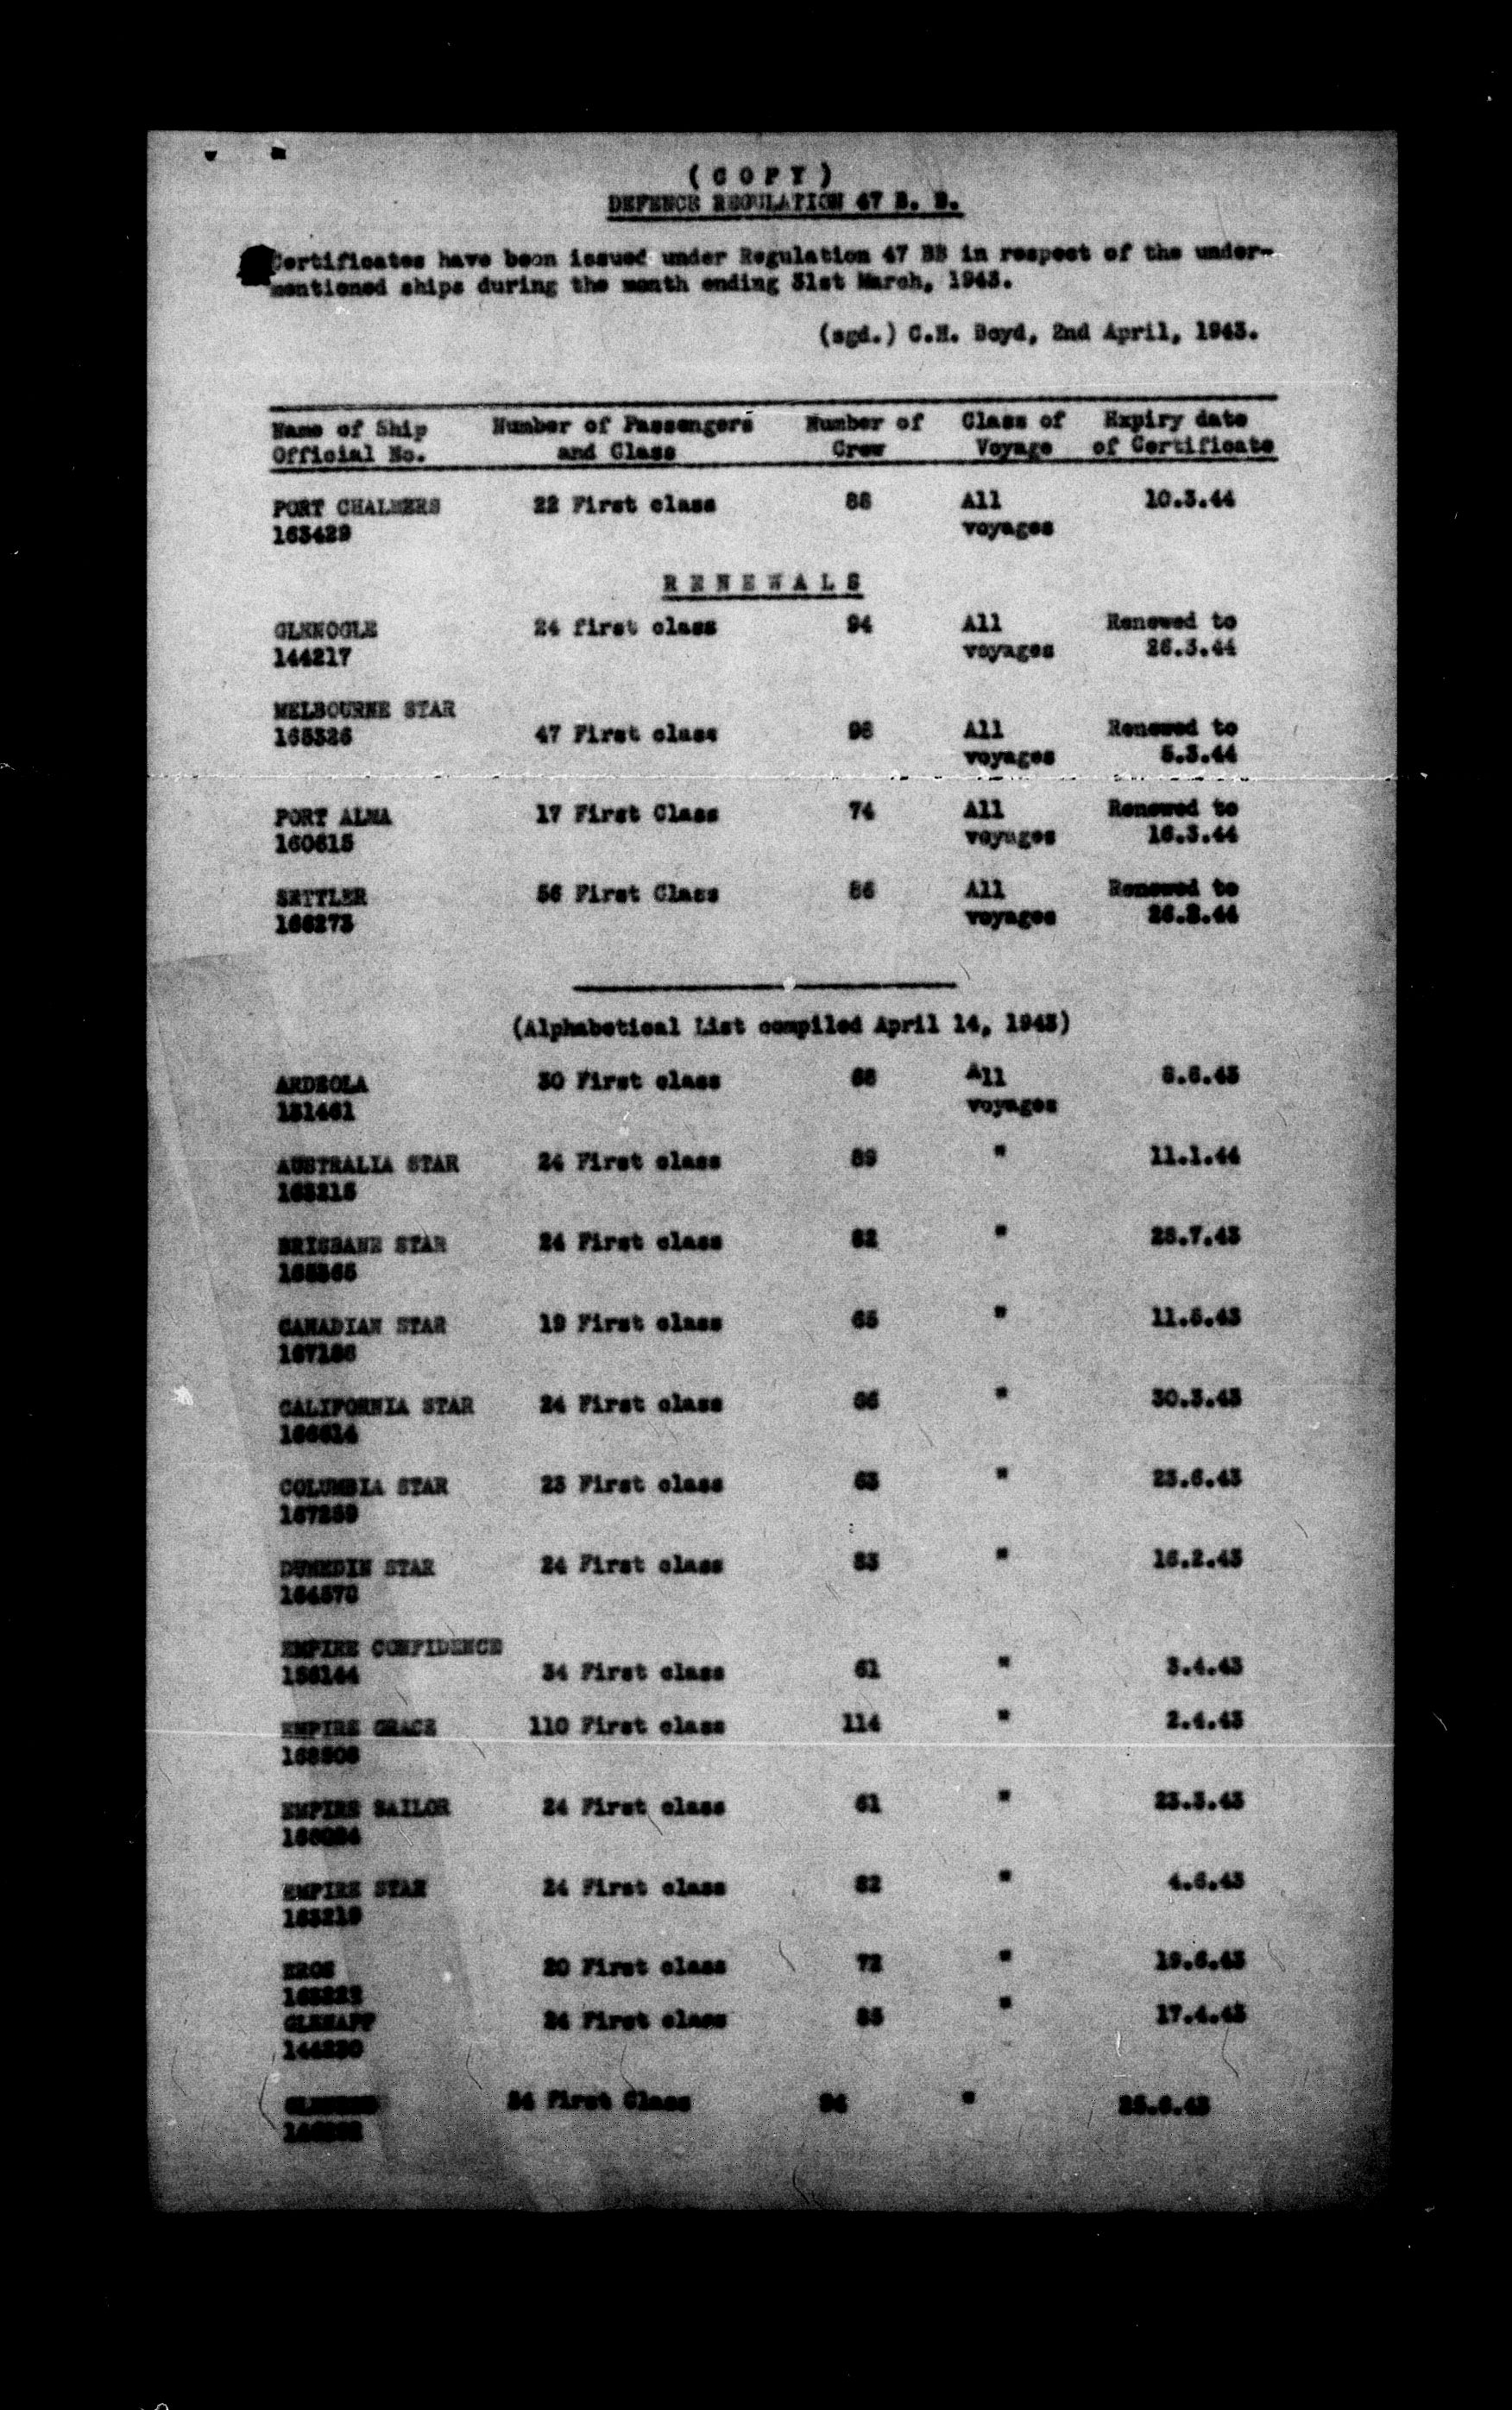 ( C O P Y )
DEFENCE REGULATION 47 B. B.
Certificates have been issued under Regulation 47 BB in respect of the under-
mentioned ships during the month ending 31st March, 1943.
(sgd.) C.H. Boyd, 2nd April, 1943.
Name of Ship Number of Passengers Number of Class of Expiry date
Official No. and Class Crew Voyage of Certificate
PORT CHALMERS 22 First class 88 All 10.3.44
163429 voyages
R E N E W A L S
GLENOGLE 24 first class 94 All Renewed to
144217 voyages 26.3.44
MELBOURNE STAR
165326 47 First class 98 All Renewed to
voyages 5.3.44
PORT ALMA 17 First Class 74 All Renewed to
160615 voyages 16.3.44
SETTLER 56 First Class 86 All Renewed to
166273 voyages 26.2.44
(Alphabetical List compiled April 14, 1943)
ARDEOLA 30 First class 68 All 8.6.43
131461 voyages
AUSTRALIA STAR 24 First class 89 " 11.1.44
163215
BRISBANE STAR 24 First class 82 " 28.7.43
165365
CANADIAN STAR 19 First class 65 " 11.5.43
CALIFORNIA STAR 24 First class 66 " 30.3.43
166614
COLUMBIA STAR 23 First class 63 " 23.6.43
167259
DUNEDIN STAR 24 First class 83 " 16.2.43
EMPIRE CONFIDENCE
34 First class 61 " 3.4.43
EMPIRE GRACE 110 First class 114 " 2.4.43
EMPIRE SAILOR 24 First class 61 " 23.3.43
EMPIRE STAR 24 First class 82 " 4.6.43
163219
EROS 20 First class 72 " 19.6.43
GLENAPP 24 First class 85 " 17.4.43
First Class "